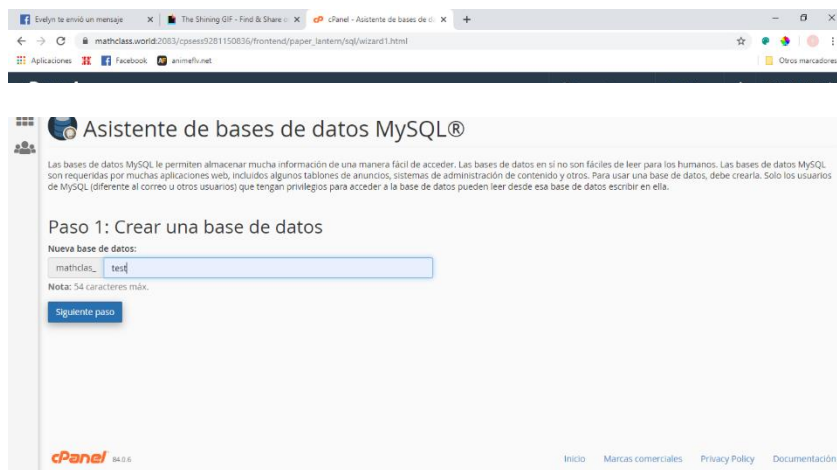 Evelyn te envió un mensaje
The Shining GIF - Find & Share o
cPanel - Asistente de bases de d
mathclass.world:2083/cpsess9281150836/frontend/paper_lantern/sql/wizard1.html
Aplicaciones
Facebook
animeflv.net
Otros marcadores
Asistente de bases de datos MySQL®
Las bases de datos MySQL le permiten almacenar mucha información de una manera fácil de acceder. Las bases de datos en sí no son fáciles de leer para los humanos. Las bases de datos MySQL
son requeridas por muchas aplicaciones web, incluidos algunos tablones de anuncios, sistemas de administración de contenido y otros. Para usar una base de datos, debe crearla. Solo los usuarios
de MySQL (diferente al correo u otros usuarios) que tengan privilegios para acceder a la base de datos pueden leer desde esa base de datos escribir en ella.
Paso 1: Crear una base de datos
Nueva base de datos:
mathclas_ test
Nota: 54 caracteres máx.
Siguiente paso
cPanel 84.0.6
Inicio Marcas comerciales Privacy Policy Documentación